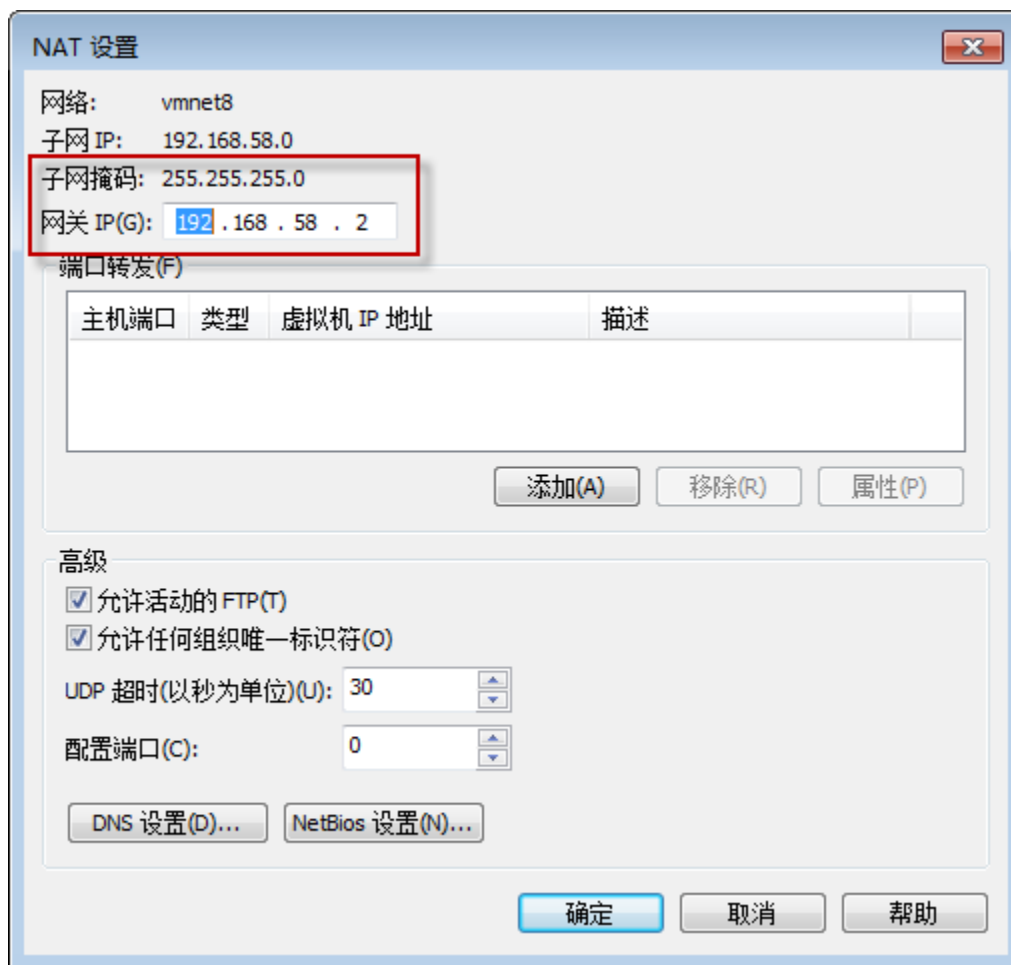 NAT 设置
网络: vmnet8
子网 IP: 192.168.58.0
子网掩码: 255.255.255.0
网关 IP(G): 192 . 168 . 58 . 2
端口转发(F)
主机端口 类型 虚拟机 IP 地址 描述
添加(A) 移除(R) 属性(P)
高级
允许活动的 FTP(T)
允许任何组织唯一标识符(O)
UDP 超时(以秒为单位)(U): 30
配置端口(C): 0
DNS 设置(D)... NetBios 设置(N)...
确定 取消 帮助